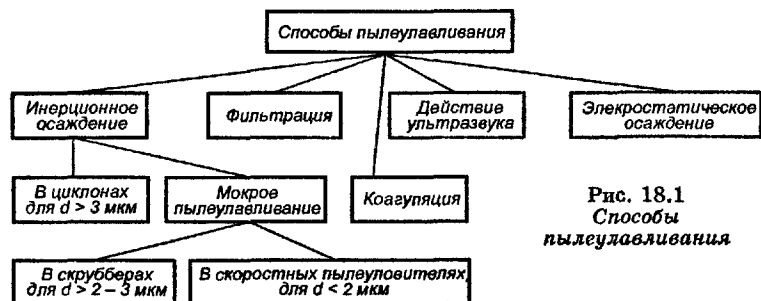 Способы пылеулавливания
Инерционное
осаждение
Фильтрация
Действие
ультразвука
Элекростатическое
осаждение
В циклонах
для d > 3 мкм
Мокрое
пылеулавливание
Коагуляция
Рис. 18.1
Способы
пылеулавливания
В скрубберах
для d > 2 – 3 мкм
В скоростных пылеуловителях,
для d < 2 мкм